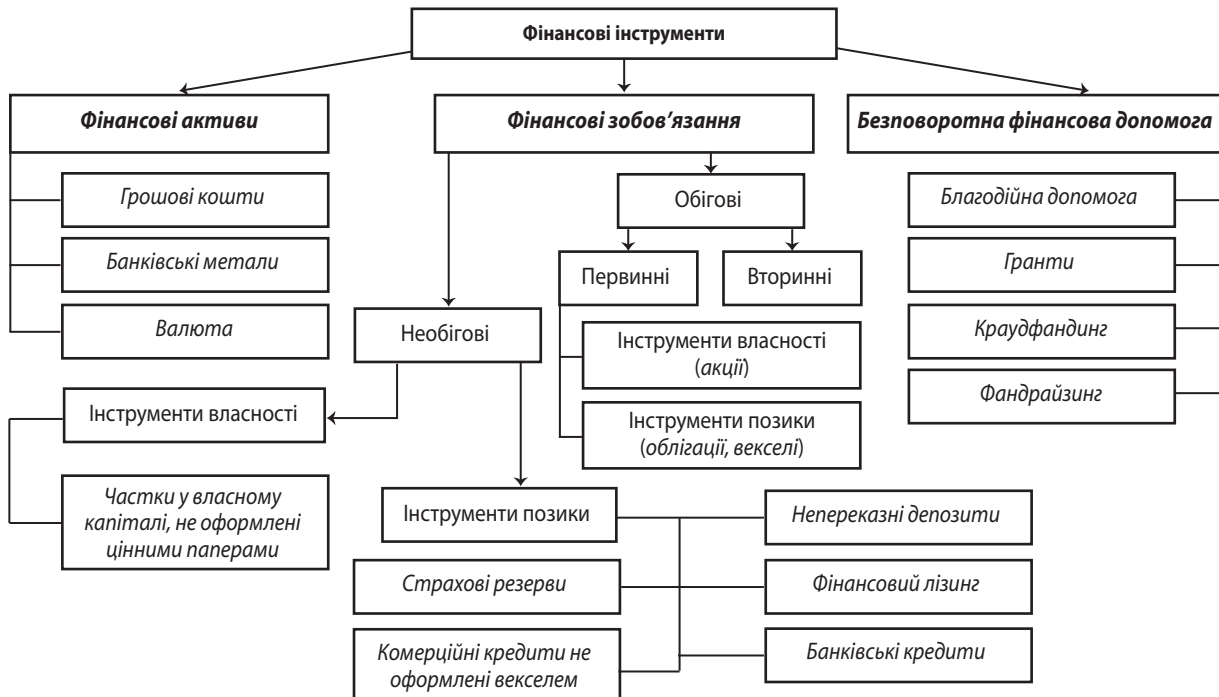 Фінансові інструменти
Фінансові активи
Фінансові зобов’язання
Безповоротна фінансова допомога
Грошові кошти
Обігові
Благодійна допомога
Банківські метали
Первинні
Вторинні
Гранти
Валюта
Необігові
Інструменти власності
(акції)
Краудфандинг
Інструменти власності
Інструменти позики
(облігації, векселі)
Фандрайзинг
Частки у власному
капіталі, не оформлені
цінними паперами
Інструменти позики
Непереказні депозити
Страхові резерви
Фінансовий лізинг
Комерційні кредити не
оформлені векселем
Банківські кредити